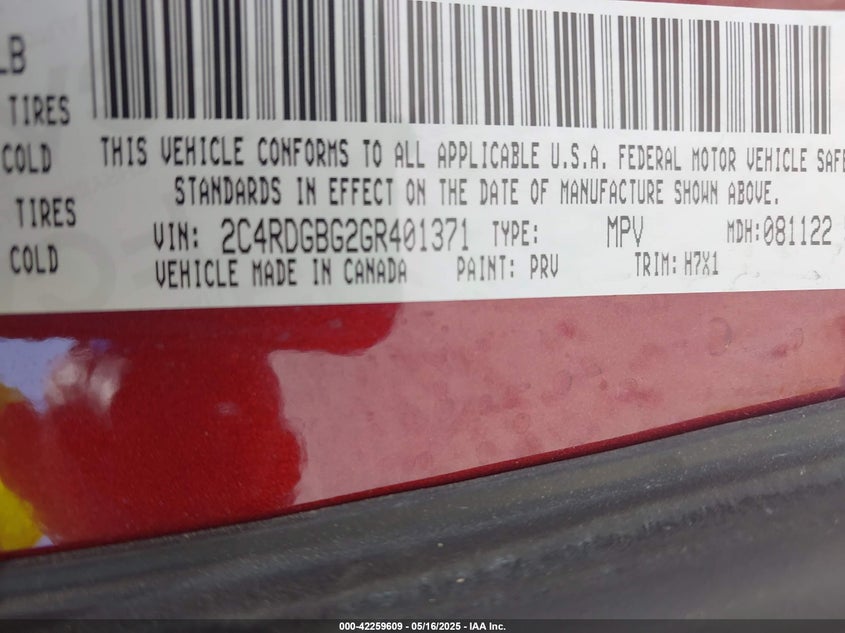 LB
TIRES
COLD
THIS VEHICLE CONFORMS TO ALL APPLICABLE U.S.A. FEDERAL MOTOR VEHICLE SAFE
STANDARDS IN EFFECT ON THE DATE OF MANUFACTURE SHOWN ABOVE.
TIRES
VIN: 2C4RDGBG2GR401371 TYPE: MPV MDH:081122
COLD
VEHICLE MADE IN CANADA PAINT: PRV TRIM: H7X1
000-42259609 - 05/16/2025 - IAA Inc.